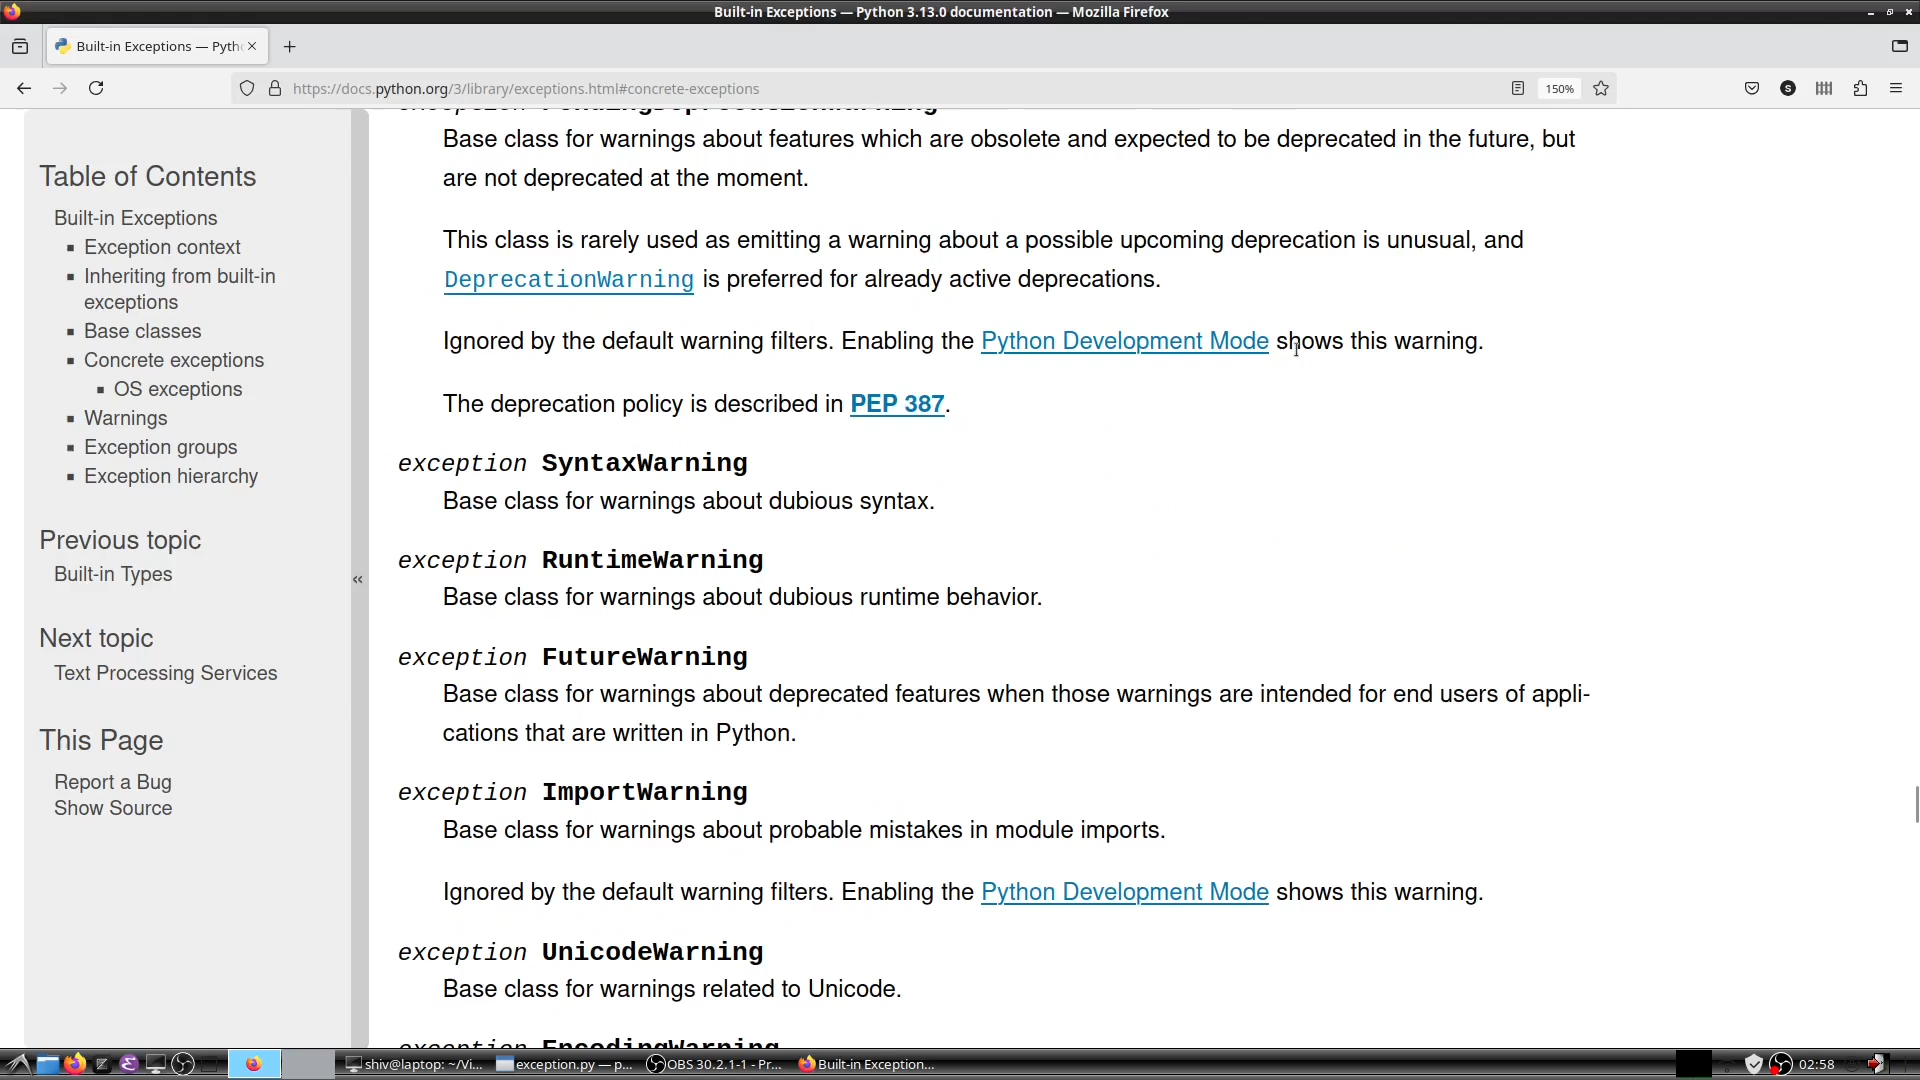 Built-in Exceptions — Python 3.13.0 documentation — Mozilla Firefox
Built-in Exceptions — Pyth
https://docs.python.org/3/library/exceptions.html#concrete-exceptions
150%
S
Table of Contents
Built-in Exceptions
Exception context
Inheriting from built-in
exceptions
Base classes
Concrete exceptions
OS exceptions
Warnings
Exception groups
Exception hierarchy
Previous topic
Built-in Types
Next topic
Text Processing Services
This Page
Report a Bug
Show Source
«
exception PendingDeprecationWarning
Base class for warnings about features which are obsolete and expected to be deprecated in the future, but
are not deprecated at the moment.
This class is rarely used as emitting a warning about a possible upcoming deprecation is unusual, and
DeprecationWarning is preferred for already active deprecations.
Ignored by the default warning filters. Enabling the Python Development Mode shows this warning.
The deprecation policy is described in PEP 387.
exception SyntaxWarning
Base class for warnings about dubious syntax.
exception RuntimeWarning
Base class for warnings about dubious runtime behavior.
exception FutureWarning
Base class for warnings about deprecated features when those warnings are intended for end users of appli-
cations that are written in Python.
exception ImportWarning
Base class for warnings about probable mistakes in module imports.
Ignored by the default warning filters. Enabling the Python Development Mode shows this warning.
exception UnicodeWarning
Base class for warnings related to Unicode.
exception EncodingWarning
shiv@laptop: ~/Vi...
exception.py — p...
OBS 30.2.1-1 - Pr...
Built-in Exception...
02:58